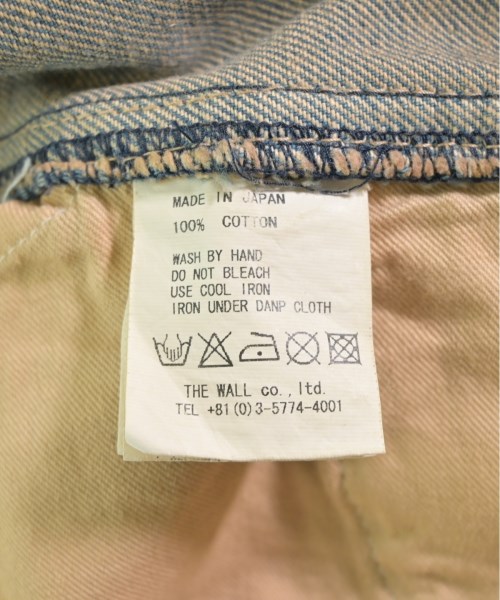 MADE IN JAPAN
100% COTTON
WASH BY HAND
DO NOT BLEACH
USE COOL IRON
IRON UNDER DANP CLOTH
THE WALL co.,ltd.
TEL +81(0)3-5774-4001